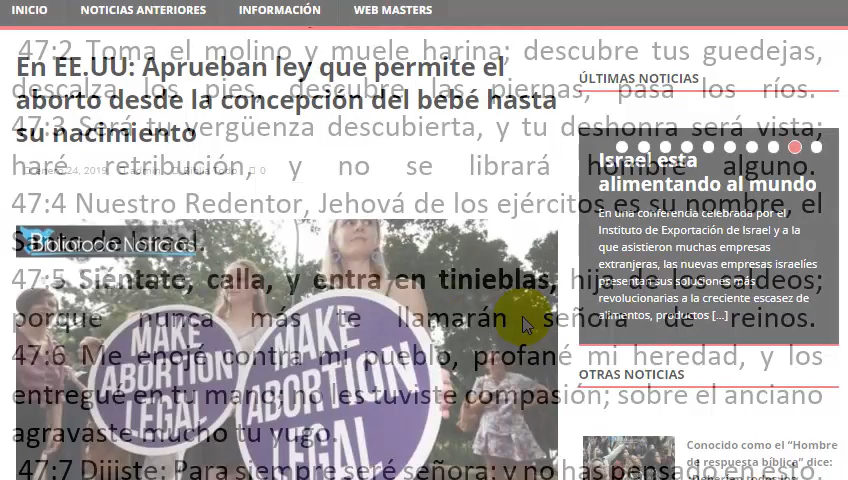 INICIO NOTICIAS ANTERIORES INFORMACIÓN WEB MASTERS
47:2 Toma el molino y muele harina; descubre tus guedejas,
descalza los pies, descubre las piernas, pasa los ríos.
47:3 Será tu vergüenza descubierta, y tu deshonra será vista;
haré retribución, y no se librará hombre alguno.
47:4 Nuestro Redentor, Jehová de los ejércitos es su nombre, el
Santo de Israel.
47:5 Siéntate, calla, y entra en tinieblas, hija de los caldeos;
porque nunca más te llamarán señora de reinos.
47:6 Me enojé contra mi pueblo, profané mi heredad, y los
entregué en tu mano; no les tuviste compasión; sobre el anciano
agravaste mucho tu yugo.
47:7 Dijiste: Para siempre seré señora; y no has pensado en esto,
En EE.UU: Aprueban ley que permite el
aborto desde la concepción del bebé hasta
su nacimiento
enero 24, 2019 admin Biblia Todo 0
Bibliatodo Noticias
MAKE
ABORTION
LEGAL
MAKE
ABORTION
LEGAL
ÚLTIMAS NOTICIAS
Israel esta
alimentando al mundo
En una conferencia celebrada por el
Instituto de Exportación de Israel y a la
que asistieron muchas empresas
extranjeras, las nuevas empresas israelíes
presentan sus soluciones más
revolucionarias a la creciente escasez de
alimentos, productos [...]
OTRAS NOTICIAS
Conocido como el “Hombre
de respuesta bíblica” dice: